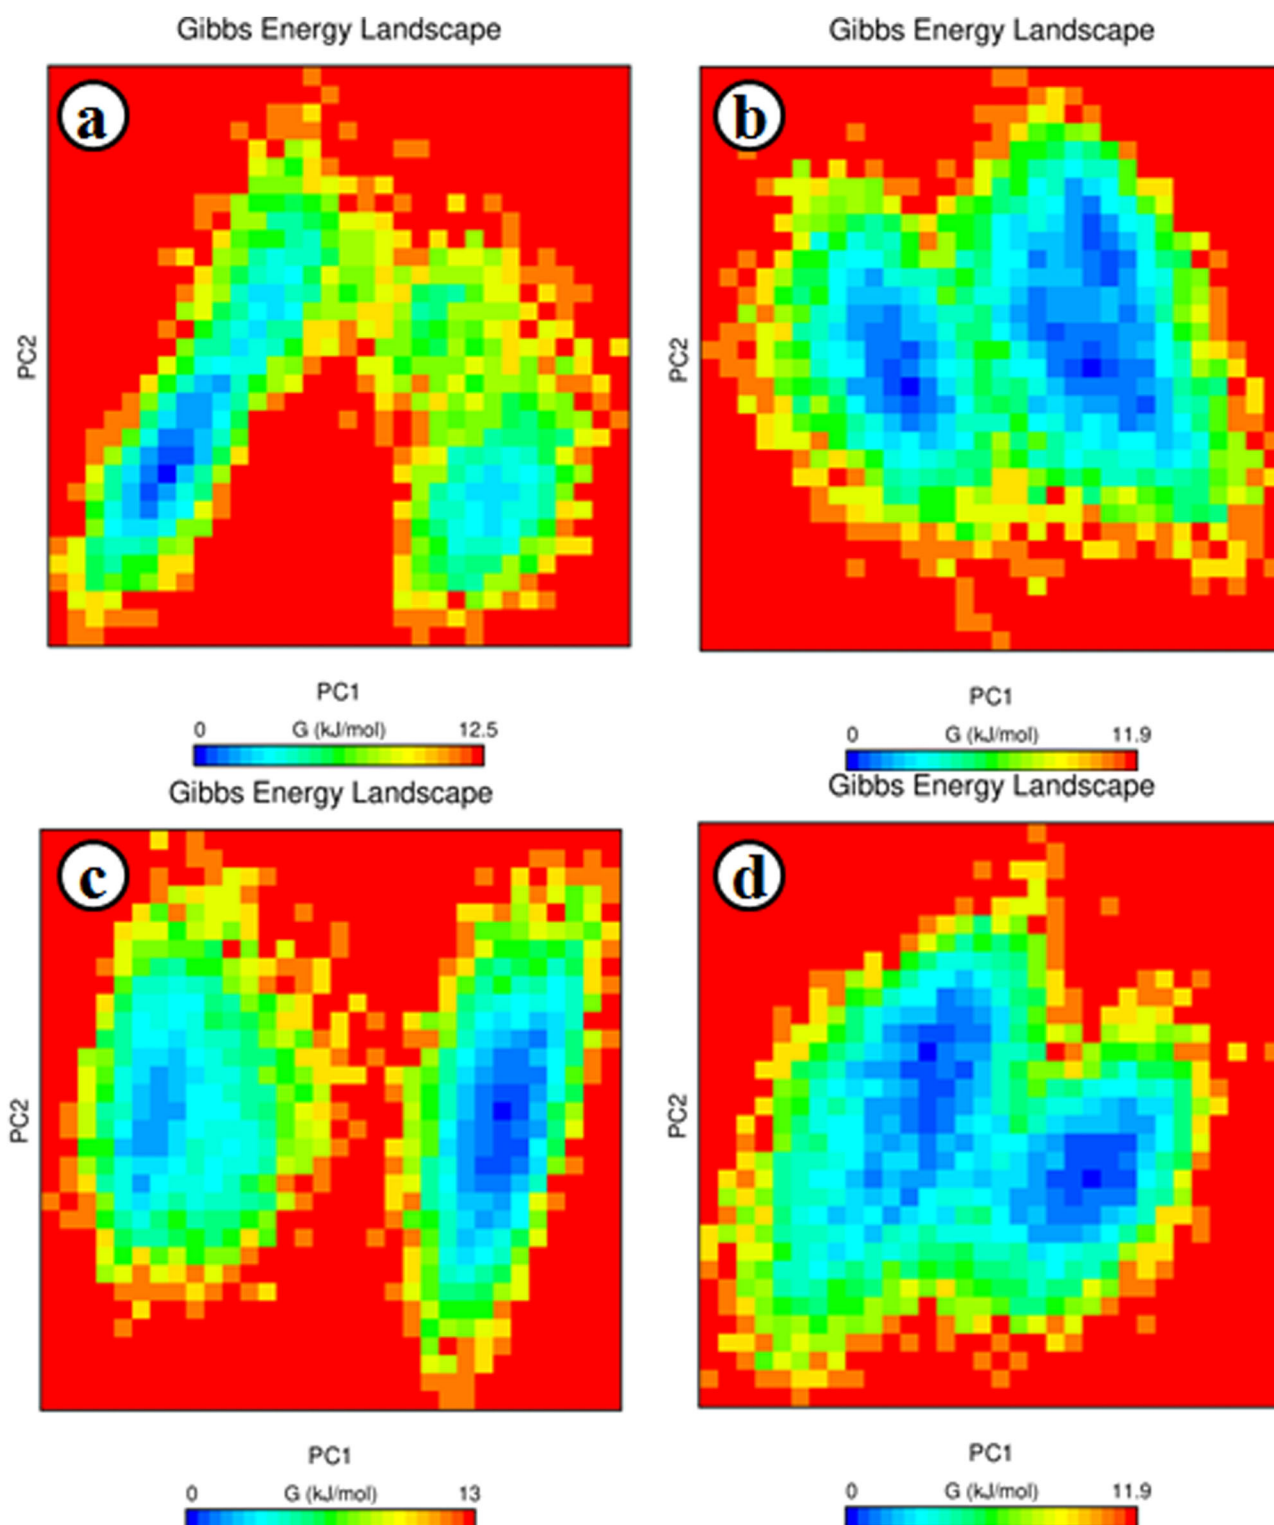 Gibbs Energy Landscape
a
PC2
PC1
0 G (kJ/mol) 12.5
Gibbs Energy Landscape
b
PC2
PC1
0 G (kJ/mol) 11.9
Gibbs Energy Landscape
c
PC2
PC1
0 G (kJ/mol) 13
Gibbs Energy Landscape
d
PC2
PC1
0 G (kJ/mol) 11.9